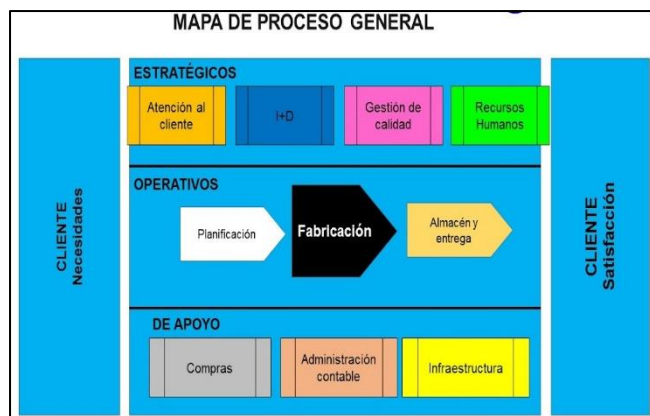 MAPA DE PROCESO GENERAL
CLIENTE
Necesidades
ESTRATÉGICOS
Atención al
cliente
I+D
Gestión de
calidad
Recursos
Humanos
OPERATIVOS
Planificación
Fabricación
Almacén y
entrega
DE APOYO
Compras
Administración
contable
Infraestructura
CLIENTE
Satisfacción